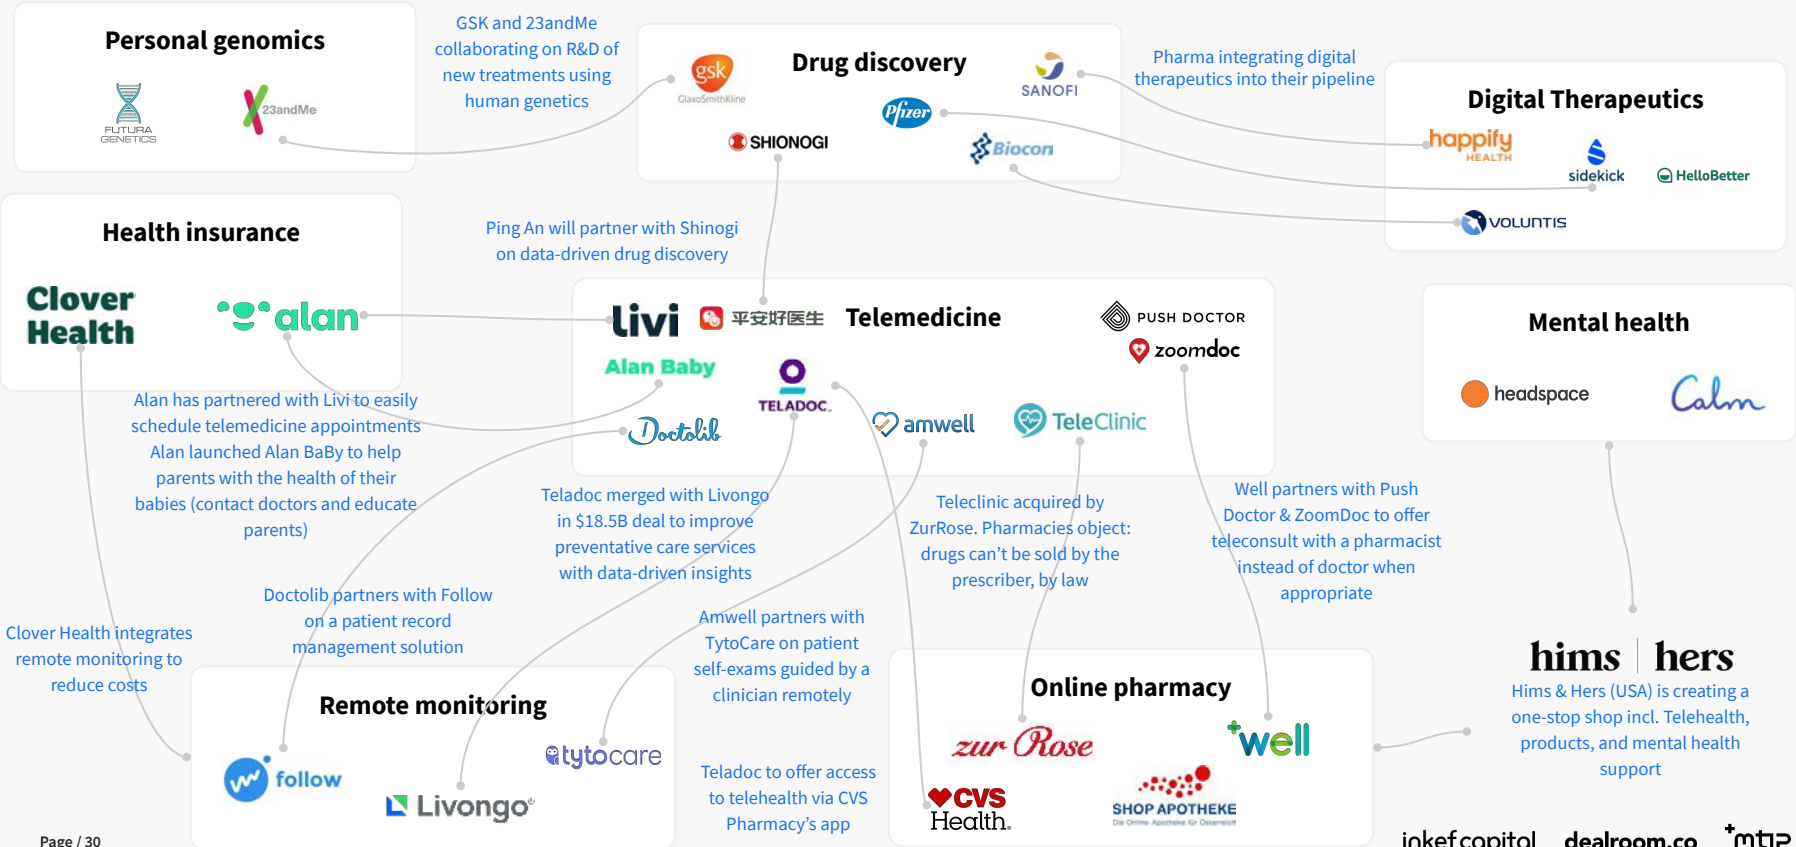 Personal genomics
FUTURA
GENETICS
23andMe
GSK and 23andMe
collaborating on R&D of
new treatments using
human genetics
Drug discovery
gsk
GlaxoSmithKline
SANOFI
Pfizer
SHIONOGI
Biocon
Pharma integrating digital
therapeutics into their pipeline
Digital Therapeutics
happify
HEALTH
sidekick
HelloBetter
VOLUNTIS
Health insurance
Clover
Health
alan
Ping An will partner with Shinogi
on data-driven drug discovery
Telemedicine
Livi
平安好医生
PUSH DOCTOR
zoomdoc
Alan Baby
TELADOC
Doctolib
amwell
TeleClinic
Mental health
headspace
Calm
Alan has partnered with Livi to easily
schedule telemedicine appointments
Alan launched Alan BaBy to help
parents with the health of their
babies (contact doctors and educate
parents)
Teladoc merged with Livongo
in $18.5B deal to improve
preventative care services
with data-driven insights
Teleclinic acquired by
ZurRose. Pharmacies object:
drugs can’t be sold by the
prescriber, by law
Well partners with Push
Doctor & ZoomDoc to offer
teleconsult with a pharmacist
instead of doctor when
appropriate
Doctolib partners with Follow
on a patient record
management solution
Clover Health integrates
remote monitoring to
reduce costs
Amwell partners with
TytoCare on patient
self-exams guided by a
clinician remotely
Remote monitoring
follow
Livongo
tytocare
Teladoc to offer access
to telehealth via CVS
Pharmacy’s app
Online pharmacy
zur Rose
well
CVS
Health.
SHOP APOTHEKE
Die Online Apotheke für Österreich
hims | hers
Hims & Hers (USA) is creating a
one-stop shop incl. Telehealth,
products, and mental health
support
Page / 30
inkef capital
dealroom.co
mtip